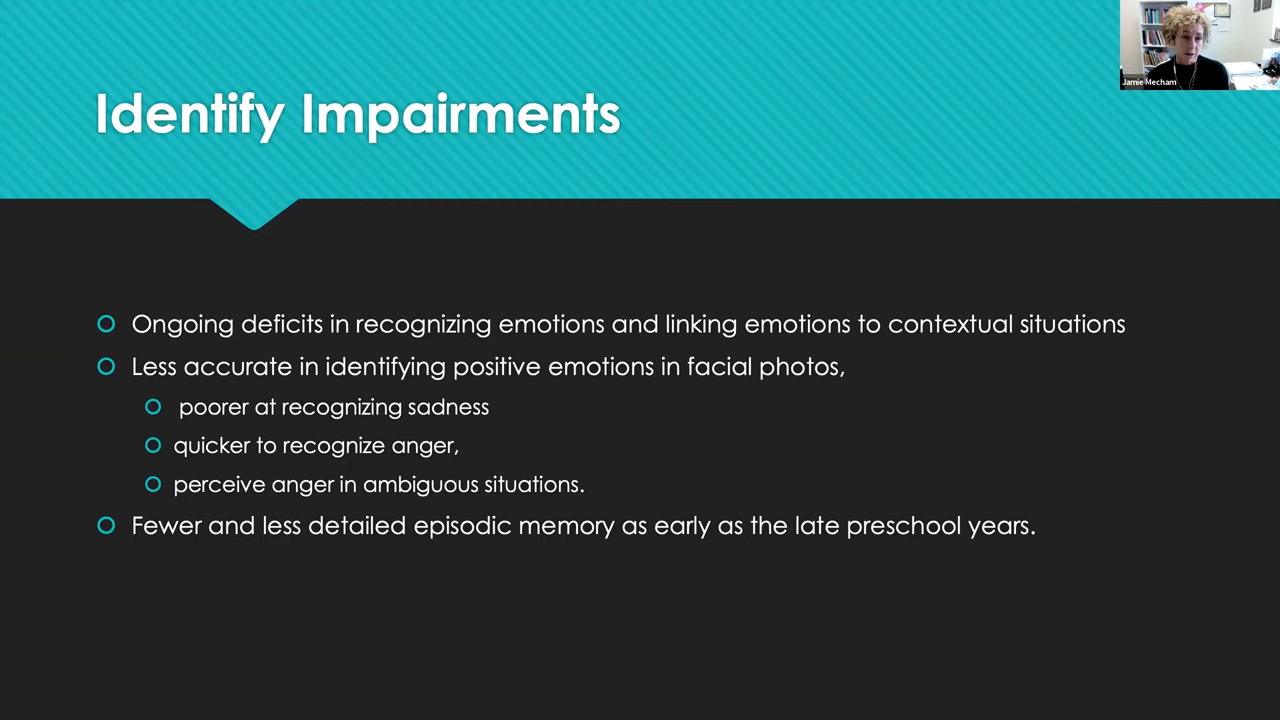 Jamie Mecham
Identify Impairments
Ongoing deficits in recognizing emotions and linking emotions to contextual situations
Less accurate in identifying positive emotions in facial photos,
poorer at recognizing sadness
quicker to recognize anger,
perceive anger in ambiguous situations.
Fewer and less detailed episodic memory as early as the late preschool years.